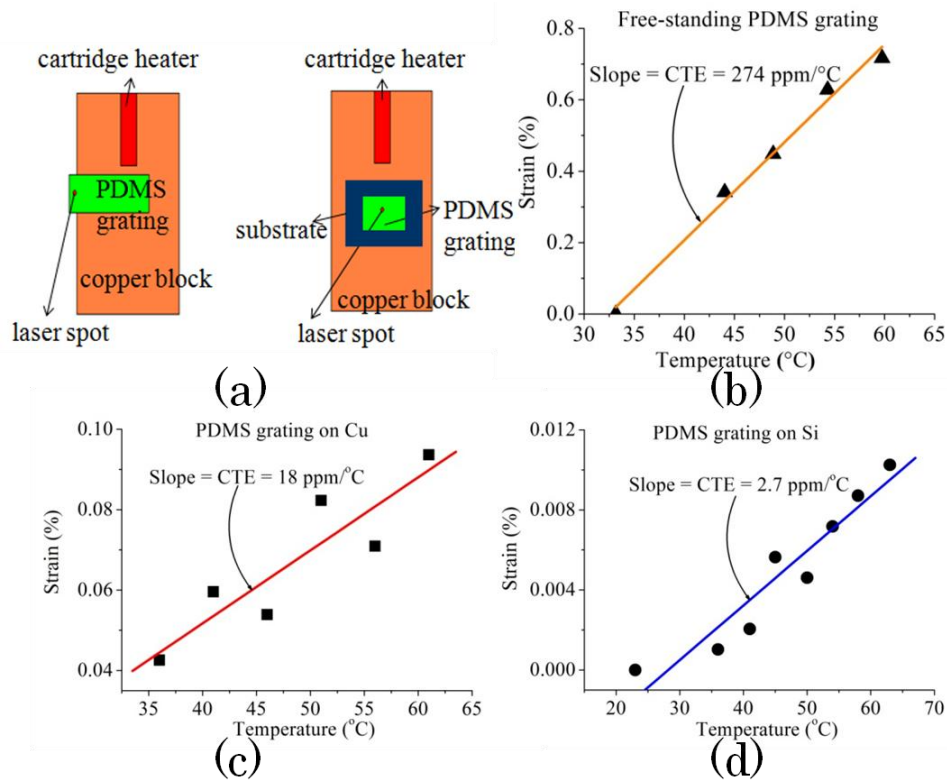 cartridge heater
cartridge heater
PDMS
grating
substrate
PDMS
grating
copper block
copper block
laser spot
laser spot
(a)
Free-standing PDMS grating
Slope = CTE = 274 ppm/°C
Strain (%)
0.8
0.6
0.4
0.2
0.0
30 35 40 45 50 55 60 65
Temperature (°C)
(b)
PDMS grating on Cu
Slope = CTE = 18 ppm/°C
Strain (%)
0.10
0.08
0.06
0.04
35 40 45 50 55 60 65
Temperature (°C)
(c)
PDMS grating on Si
Slope = CTE = 2.7 ppm/°C
Strain (%)
0.012
0.008
0.004
0.000
20 30 40 50 60 70
Temperature (°C)
(d)